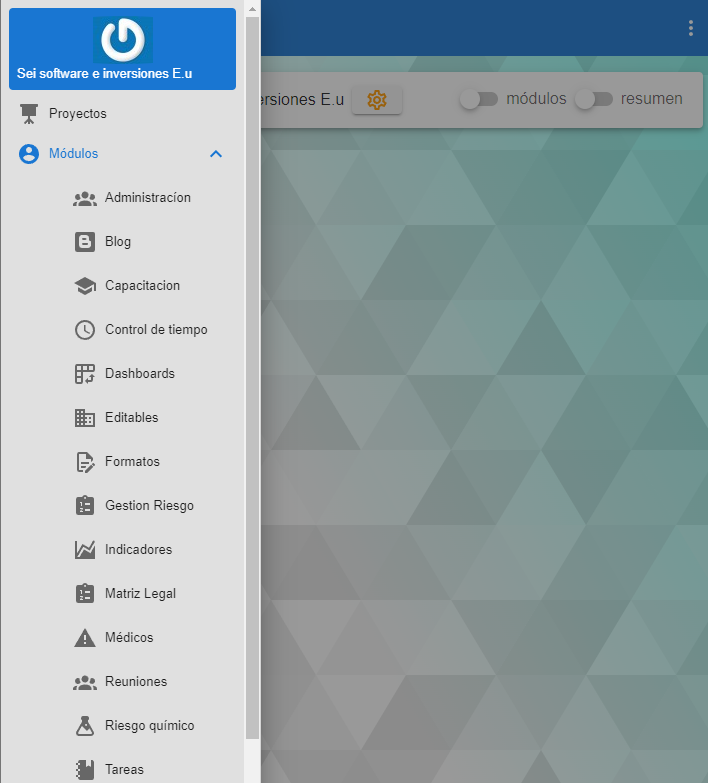 Sei software e inversiones E.u
Proyectos
Módulos
Administracíon
Blog
Capacitacion
Control de tiempo
Dashboards
Editables
Formatos
Gestion Riesgo
Indicadores
Matriz Legal
Médicos
Reuniones
Riesgo químico
Tareas
ersiones E.u
módulos
resumen